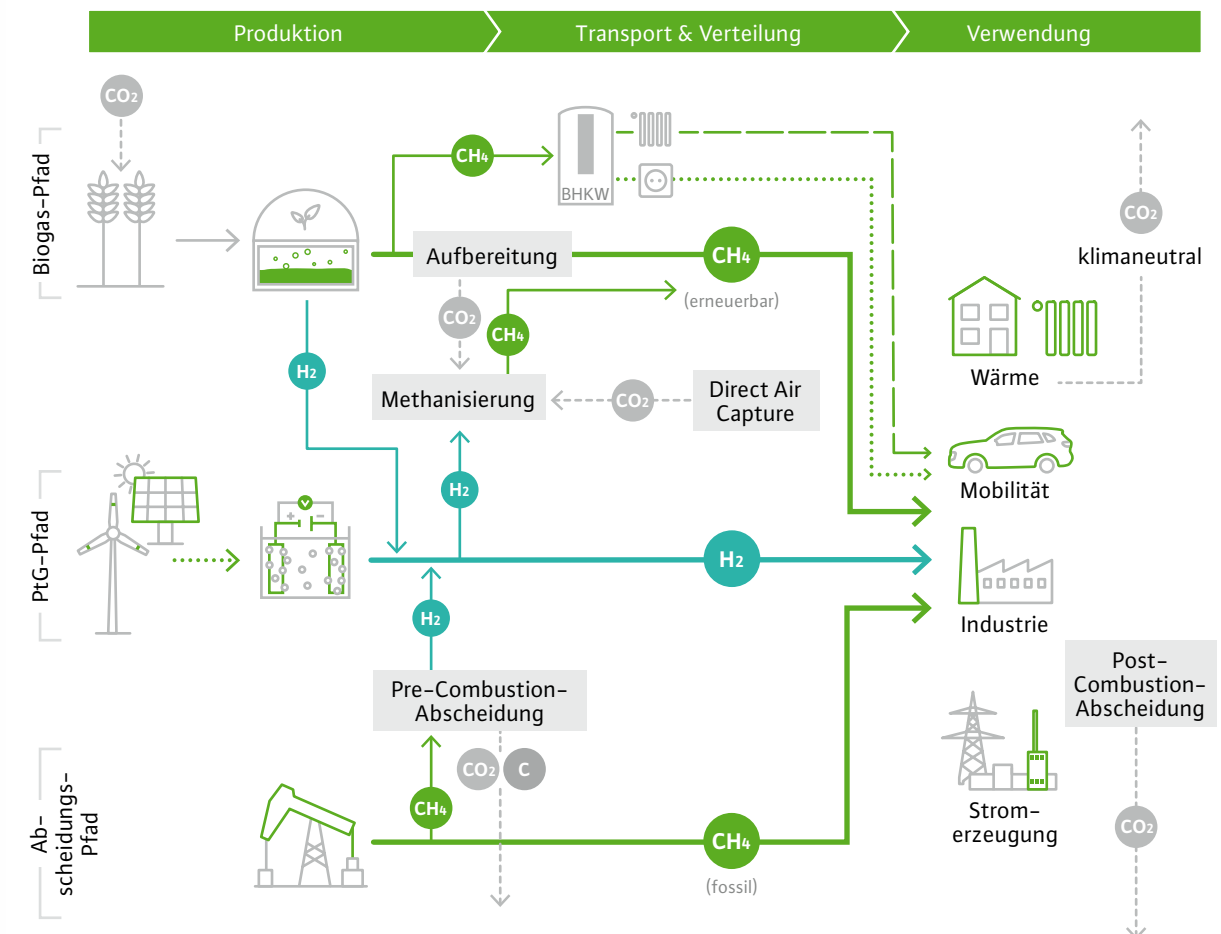 Produktion
Transport & Verteilung
Verwendung
Biogas-Pfad
CO2
CH4
BHKW
CO2
klimaneutral
Aufbereitung
CH4
(erneuerbar)
CO2
CH4
H2
Methanisierung
CO2
Direct Air
Capture
Wärme
PtG-Pfad
+ −
V
H2
H2
Mobilität
H2
Industrie
Pre-Combustion-
Abscheidung
Post-
Combustion-
Abscheidung
Ab-
scheidungs-
Pfad
CO2
C
CH4
CH4
(fossil)
Strom-
erzeugung
CO2